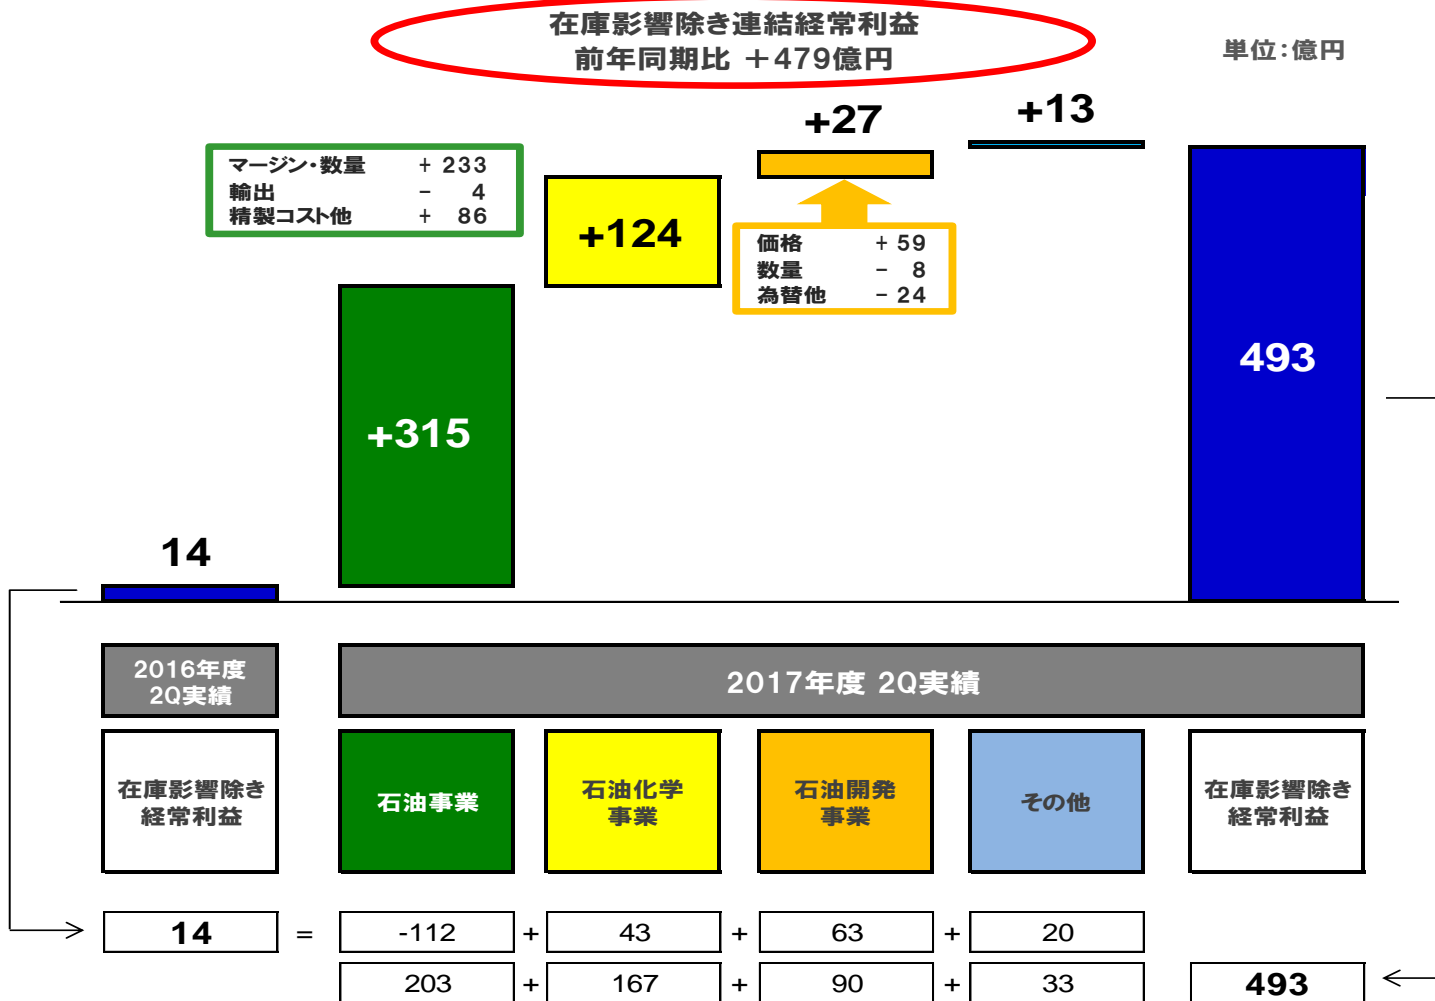 在庫影響除き連結経常利益
前年同期比 +479億円
単位:億円
+27
+13
マージン・数量 + 233
輸出 - 4
精製コスト他 + 86
+124
価格 + 59
数量 - 8
為替他 - 24
493
+315
14
2016年度
2Q実績
2017年度 2Q実績
在庫影響除き
経常利益
石油事業
石油化学
事業
石油開発
事業
その他
在庫影響除き
経常利益
14 = -112 + 43 + 63 + 20
203 + 167 + 90 + 33 493